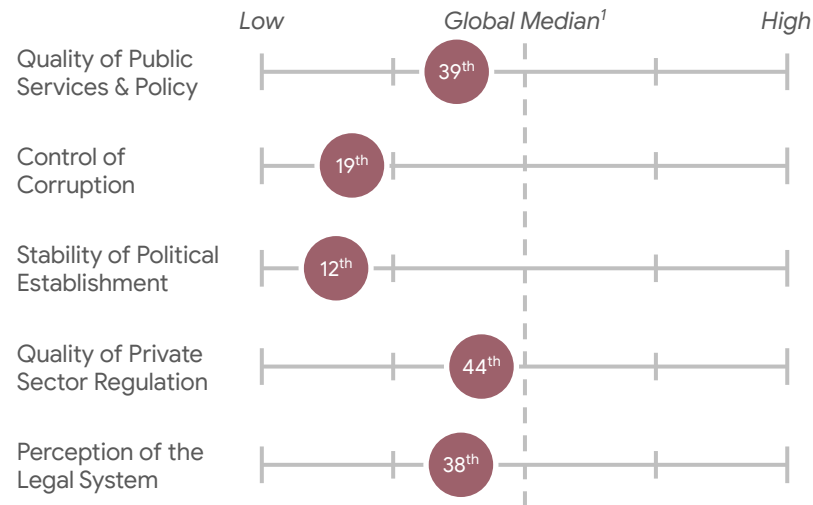 Low Global Median¹ High
Quality of Public
Services & Policy
39th
Control of
Corruption
19th
Stability of Political
Establishment
12th
Quality of Private
Sector Regulation
44th
Perception of the
Legal System
38th